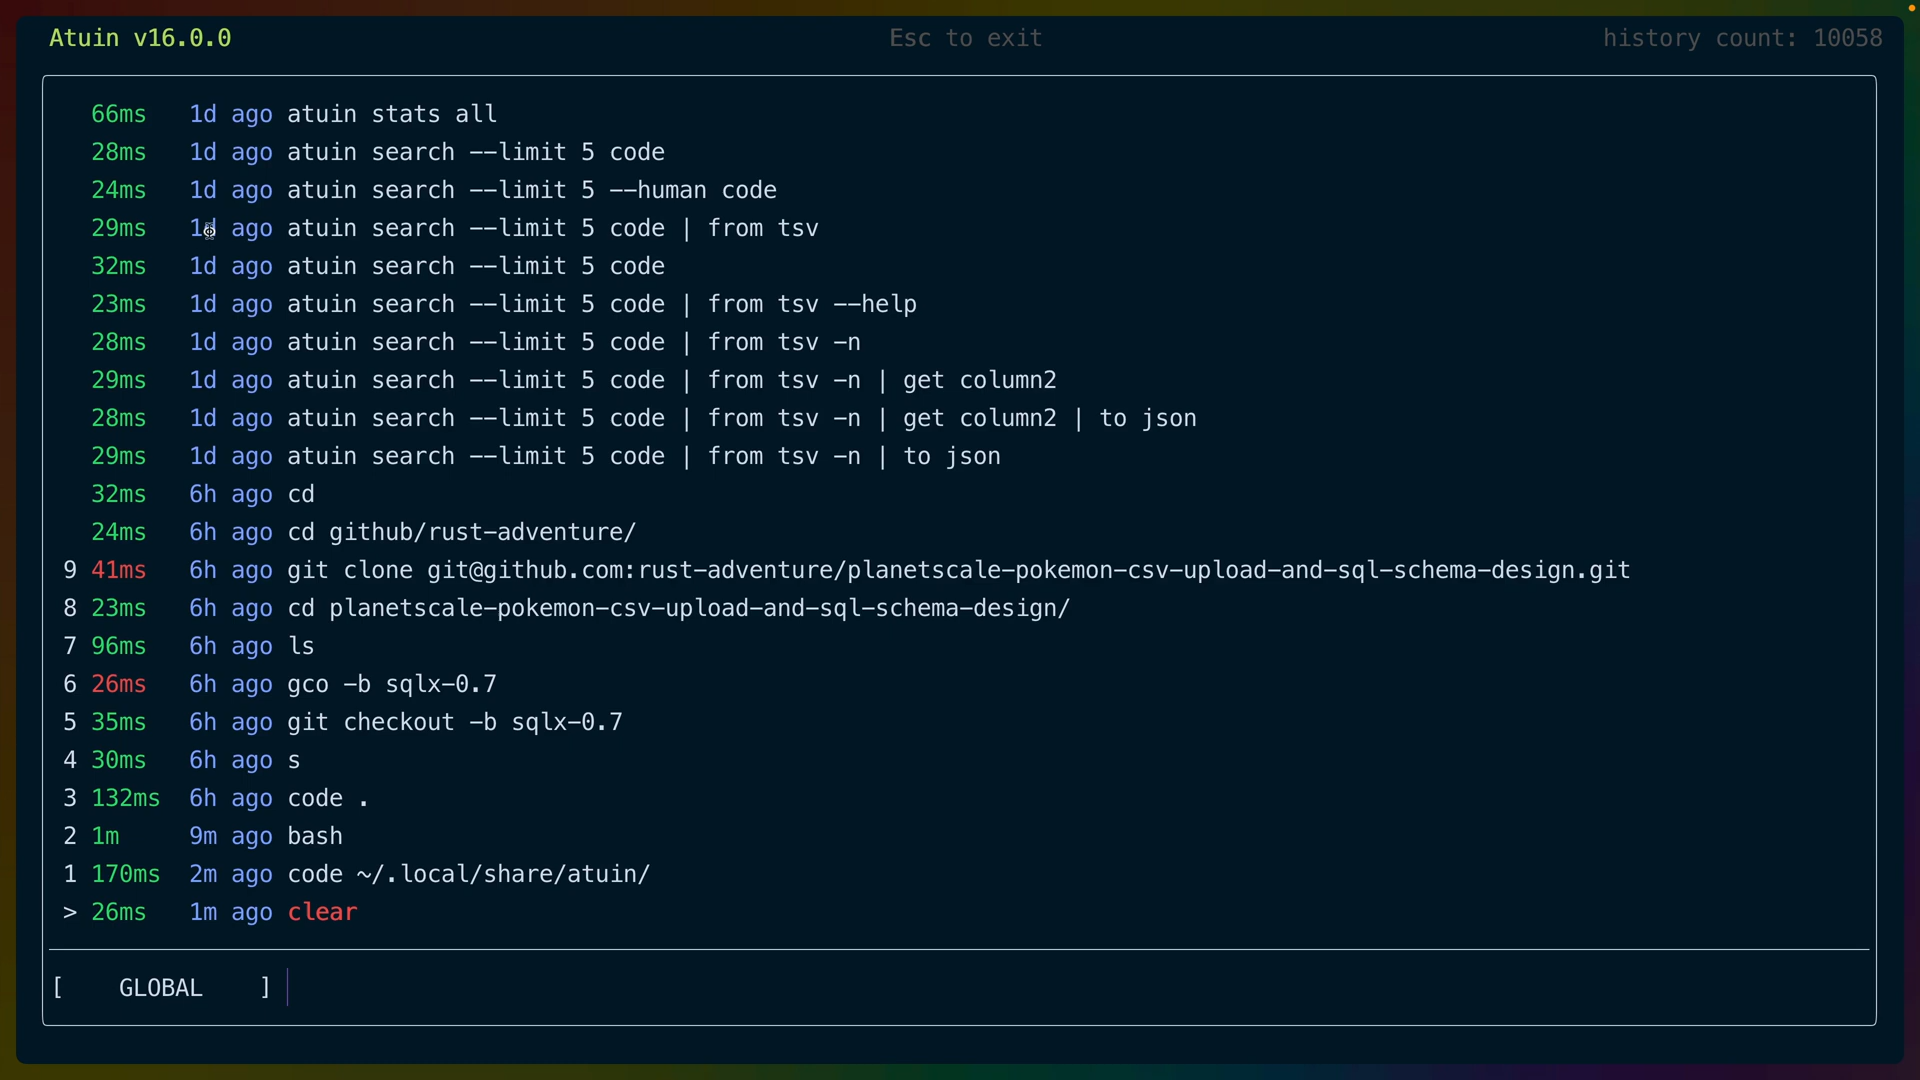 Atuin v16.0.0 Esc to exit history count: 10058
66ms 1d ago atuin stats all
28ms 1d ago atuin search --limit 5 code
24ms 1d ago atuin search --limit 5 --human code
29ms 1d ago atuin search --limit 5 code | from tsv
32ms 1d ago atuin search --limit 5 code
23ms 1d ago atuin search --limit 5 code | from tsv --help
28ms 1d ago atuin search --limit 5 code | from tsv -n
29ms 1d ago atuin search --limit 5 code | from tsv -n | get column2
28ms 1d ago atuin search --limit 5 code | from tsv -n | get column2 | to json
29ms 1d ago atuin search --limit 5 code | from tsv -n | to json
32ms 6h ago cd
24ms 6h ago cd github/rust-adventure/
9 41ms 6h ago git clone git@github.com:rust-adventure/planetscale-pokemon-csv-upload-and-sql-schema-design.git
8 23ms 6h ago cd planetscale-pokemon-csv-upload-and-sql-schema-design/
7 96ms 6h ago ls
6 26ms 6h ago gco -b sqlx-0.7
5 35ms 6h ago git checkout -b sqlx-0.7
4 30ms 6h ago s
3 132ms 6h ago code .
2 1m 9m ago bash
1 170ms 2m ago code ~/.local/share/atuin/
> 26ms 1m ago clear
[ GLOBAL ]